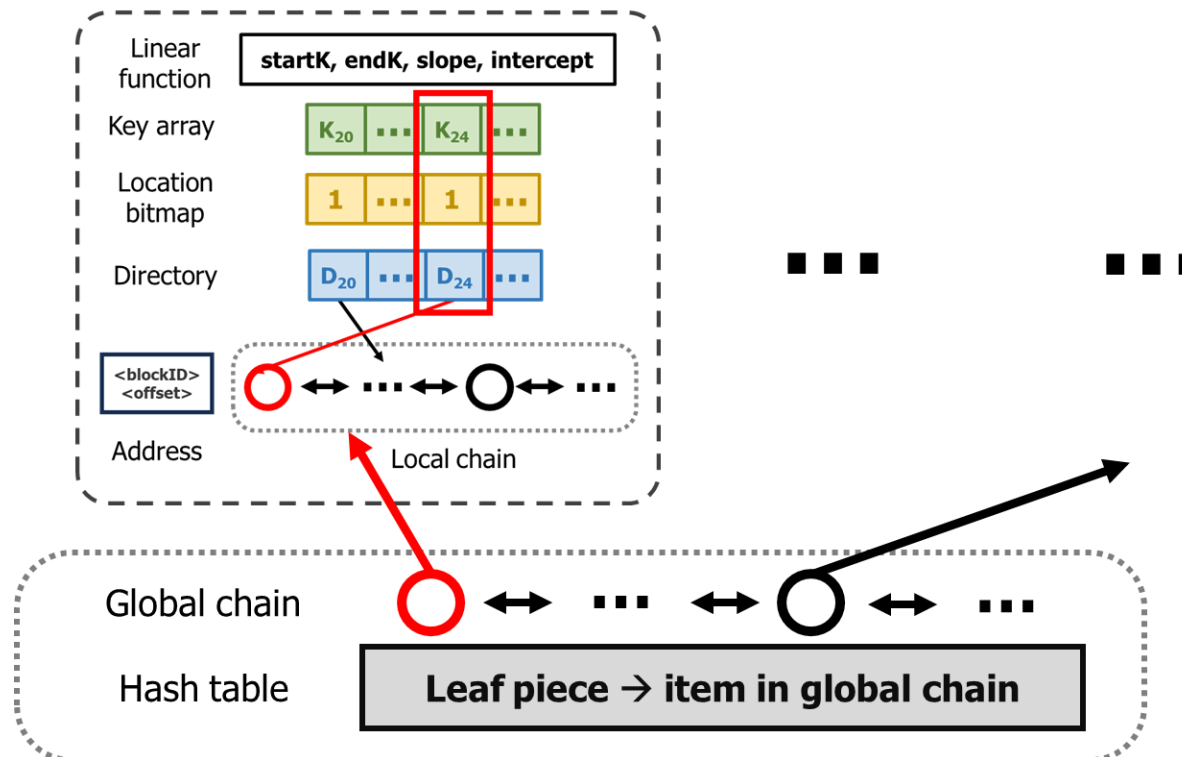 Linear
function
startK, endK, slope, intercept
Key array
K20 ... K24 ...
Location
bitmap
1 ... 1 ...
Directory
D20 ... D24 ...
... ...
<blockID>
<offset>
... ...
Address
Local chain
Global chain
... ...
Hash table
Leaf piece → item in global chain